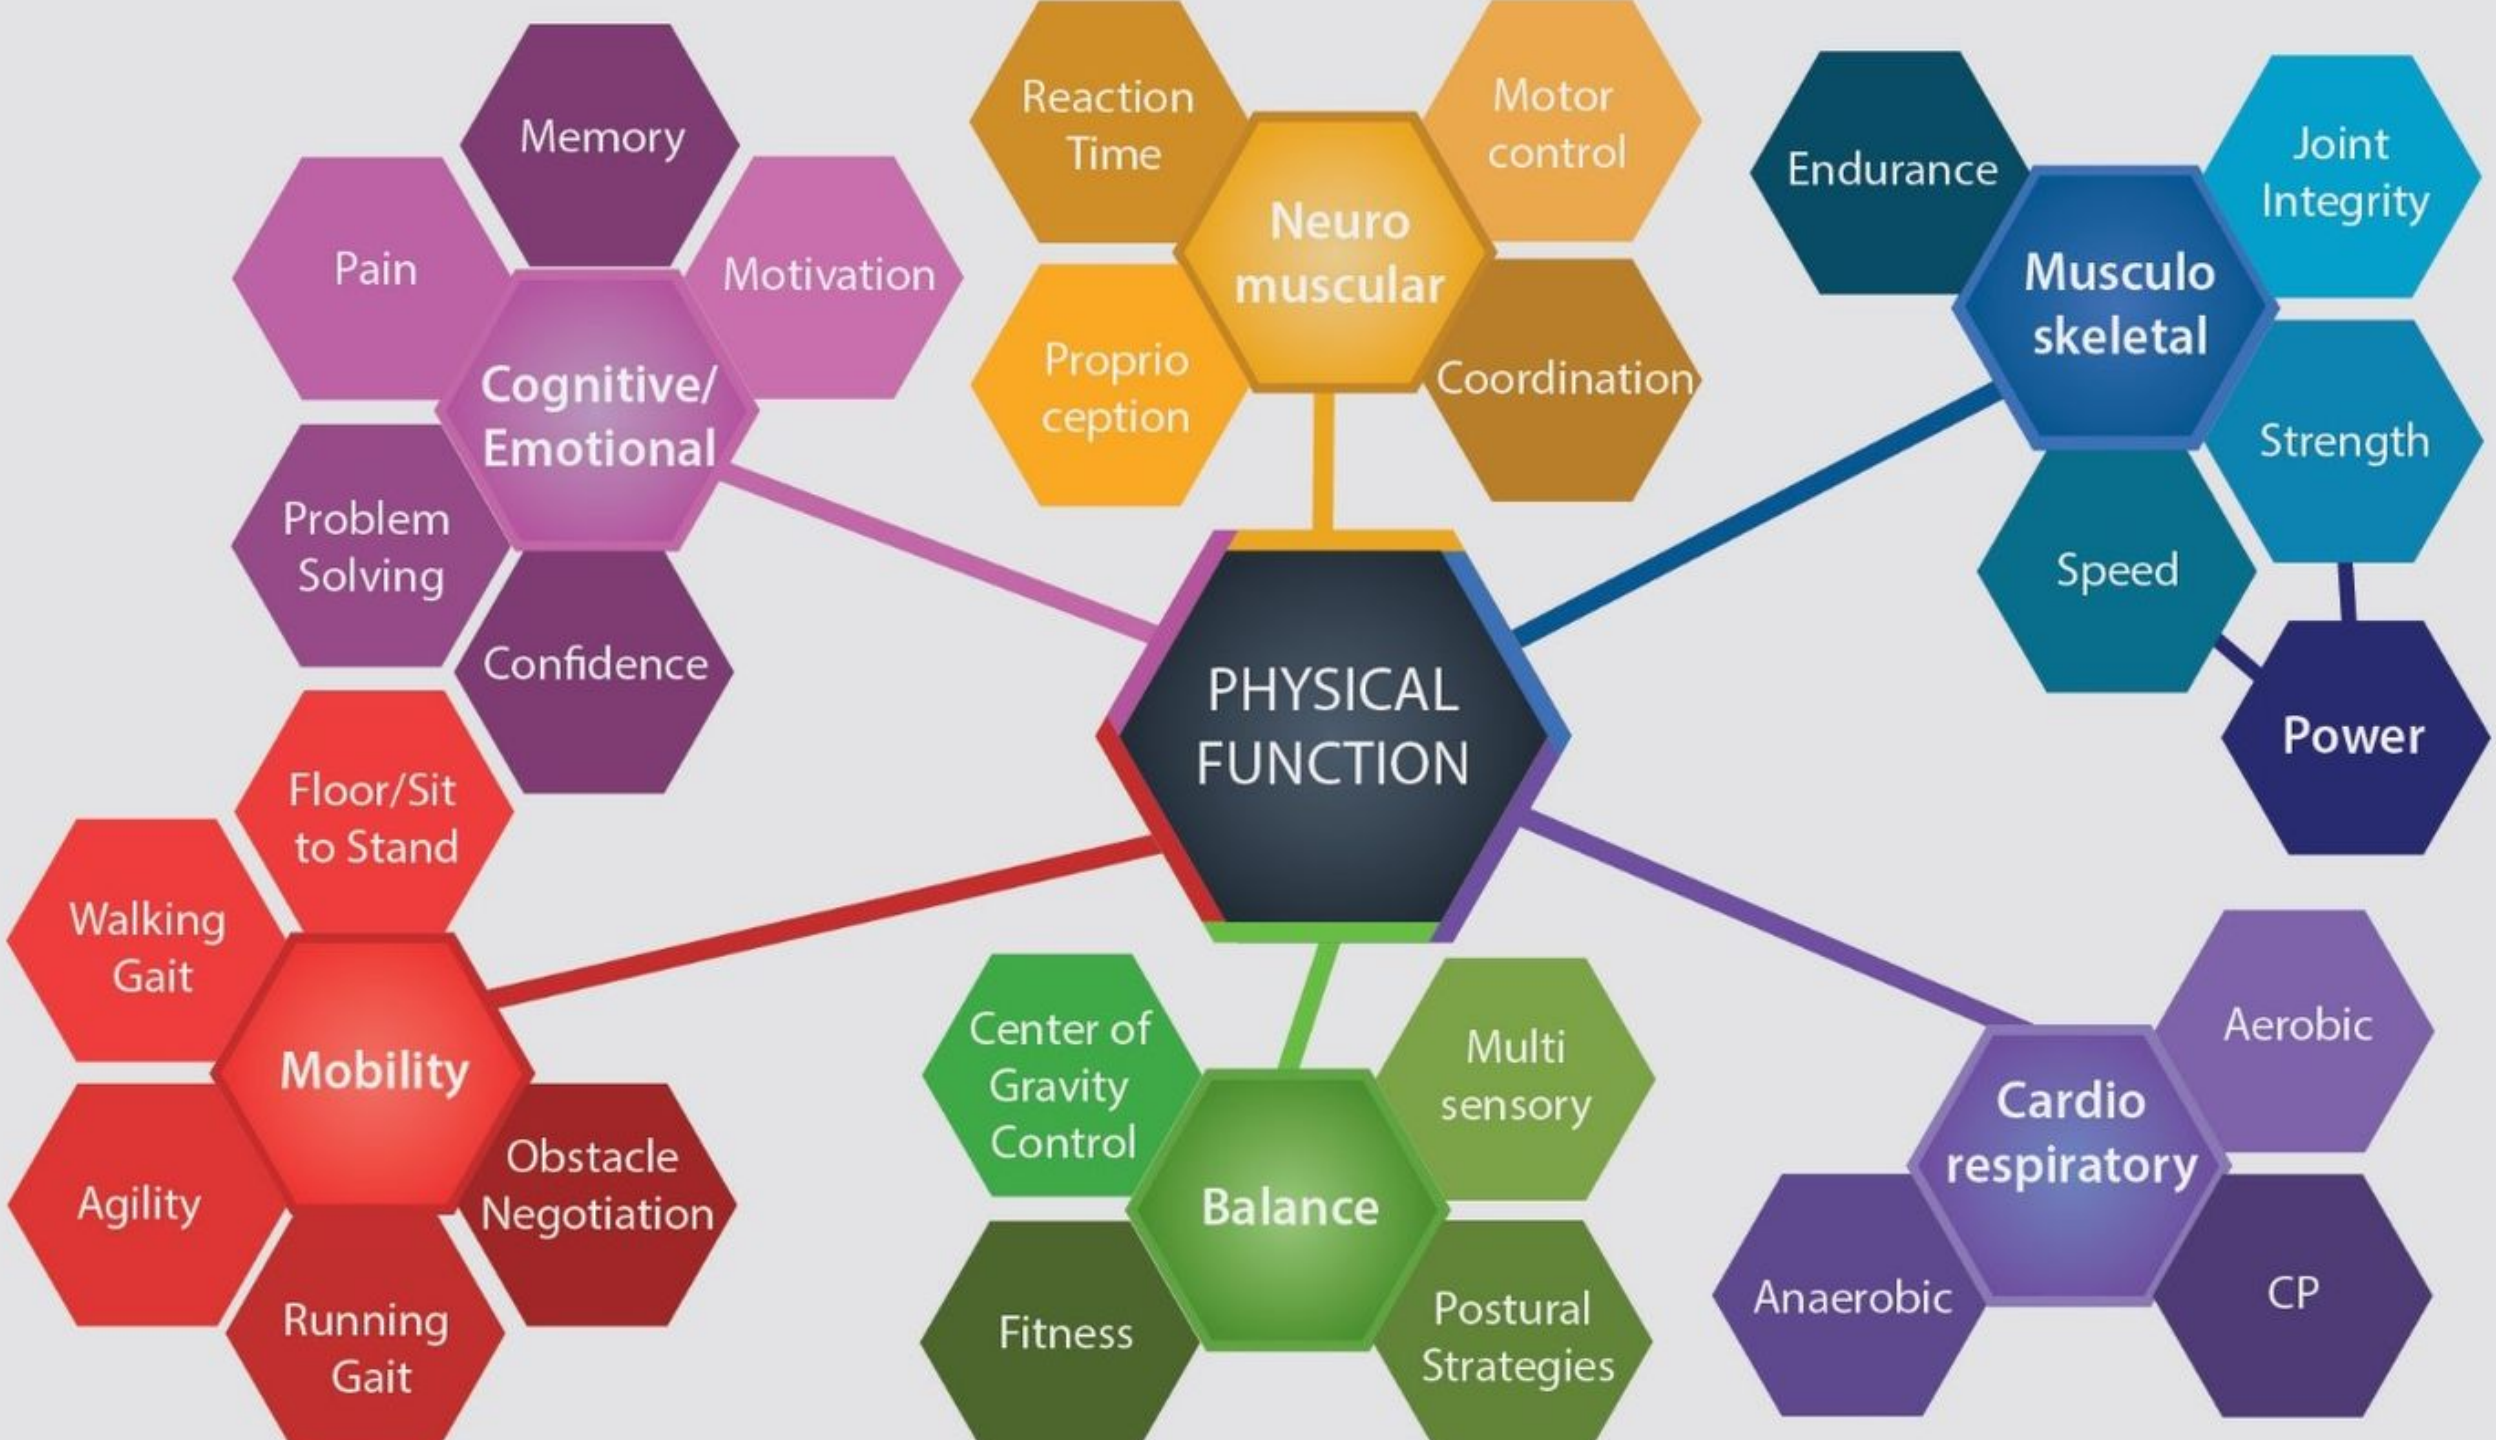 Memory
Pain
Motivation
Cognitive/
Emotional
Problem
Solving
Confidence
Reaction
Time
Motor
control
Neuro
muscular
Proprio
ception
Coordination
Endurance
Joint
Integrity
Musculo
skeletal
Strength
Speed
Power
PHYSICAL
FUNCTION
Floor/Sit
to Stand
Walking
Gait
Mobility
Agility
Obstacle
Negotiation
Running
Gait
Center of
Gravity
Control
Multi
sensory
Balance
Fitness
Postural
Strategies
Aerobic
Cardio
respiratory
Anaerobic
CP